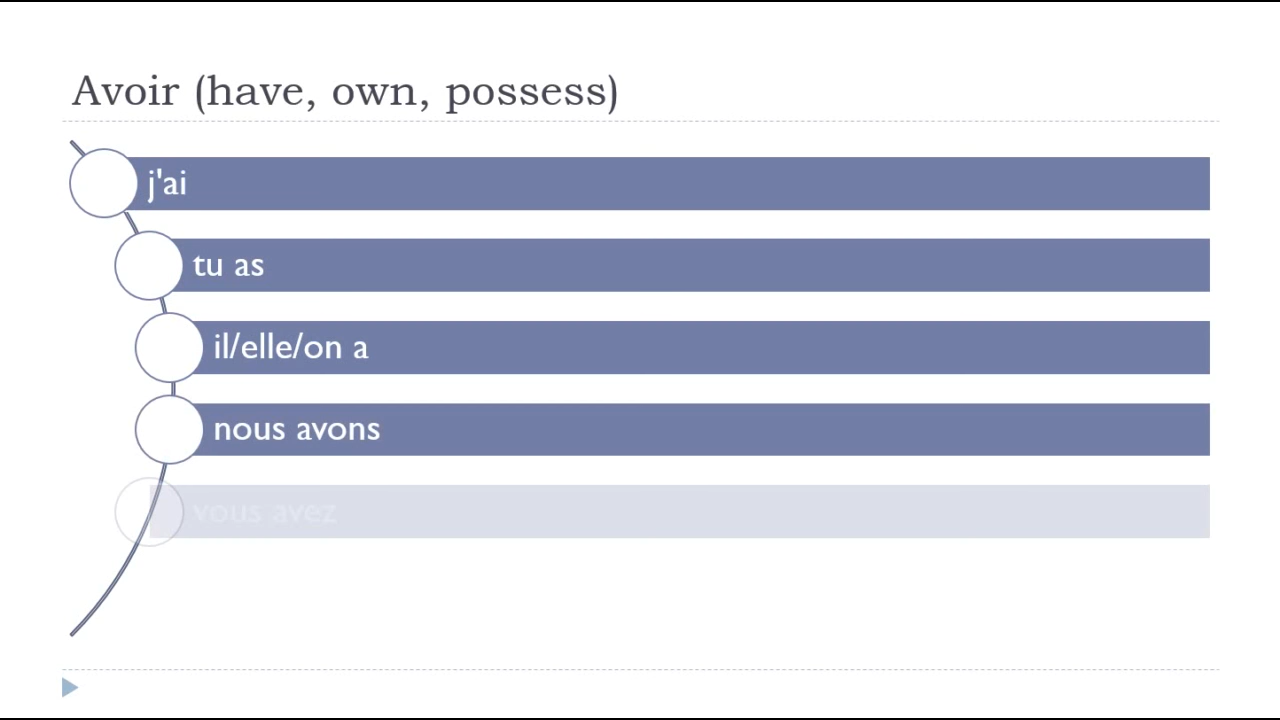 Avoir (have, own, possess)
j'ai
tu as
il/elle/on a
nous avons
vous avez